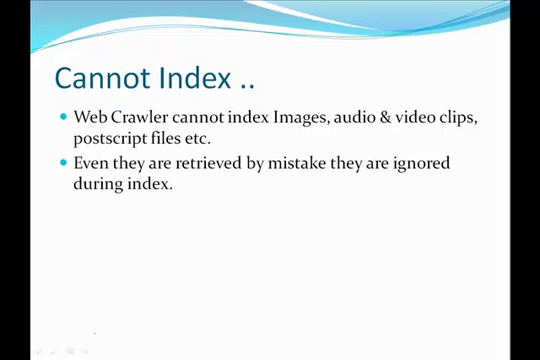 Cannot Index ..
Web Crawler cannot index Images, audio & video clips,
postscript files etc.
Even they are retrieved by mistake they are ignored
during index.